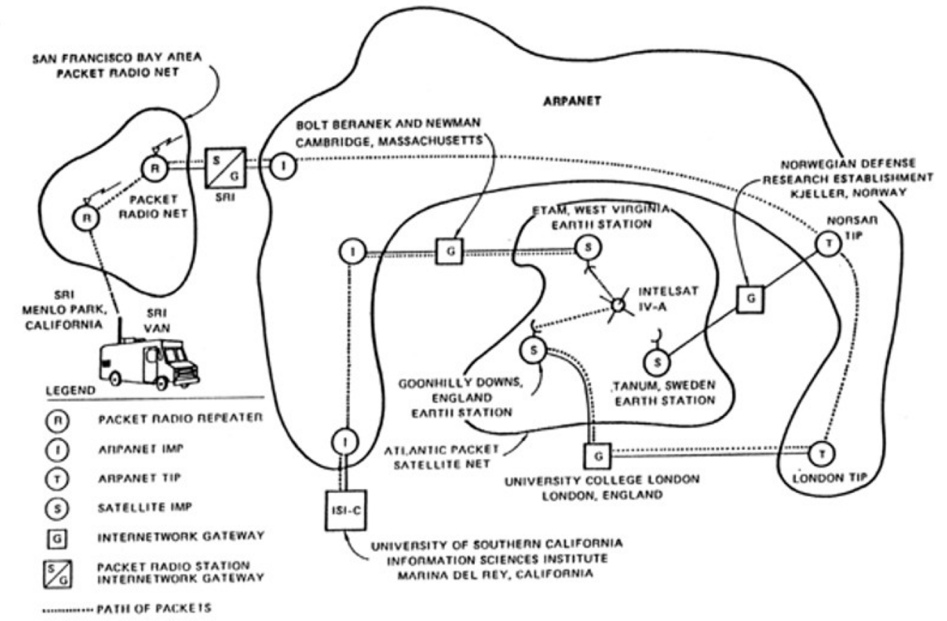 SAN FRANCISCO BAY AREA
PACKET RADIO NET
ARPANET
BOLT BERANEK AND NEWMAN
CAMBRIDGE, MASSACHUSETTS
NORWEGIAN DEFENSE
RESEARCH ESTABLISHMENT
KJELLER, NORWAY
R
S/G
SRI
I
PACKET
RADIO NET
R
ETAM, WEST VIRGINIA
EARTH STATION
NORSAR
TIP
T
I
G
S
INTELSAT
IV-A
G
SRI
MENLO PARK,
CALIFORNIA
SRI
VAN
S
S
GOONHILLY DOWNS,
ENGLAND
EARTH STATION
TANUM, SWEDEN
EARTH STATION
I
ATLANTIC PACKET
SATELLITE NET
G
T
UNIVERSITY COLLEGE LONDON
LONDON, ENGLAND
LONDON TIP
ISI-C
UNIVERSITY OF SOUTHERN CALIFORNIA
INFORMATION SCIENCES INSTITUTE
MARINA DEL REY, CALIFORNIA
LEGEND
R PACKET RADIO REPEATER
I ARPANET IMP
T ARPANET TIP
S SATELLITE IMP
G INTERNETWORK GATEWAY
S/G PACKET RADIO STATION
INTERNETWORK GATEWAY
PATH OF PACKETS